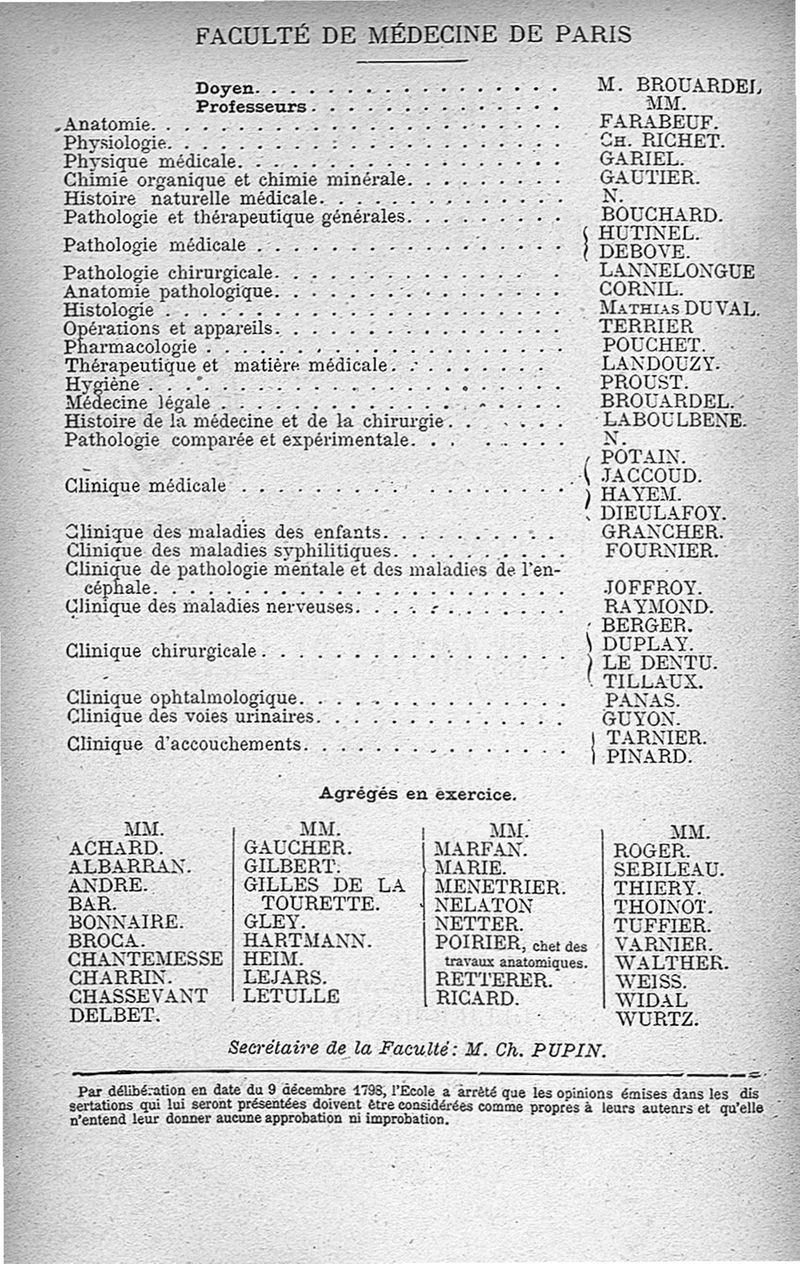 FACULTÉ DE MÉDECINE DE PARIS
Doyen. . . . . . . . . . . . . . . . . M. BROUARDEL
Professeurs . . . . . . . . . . . . . . MM.
Anatomie. . . . . . . . . . . . . . . . FARABEUF.
Physiologie. . . . . . . . . . . . . . . CH. RICHET.
Physique médicale. . . . . . . . . . . . GARIEL.
Chimie organique et chimie minérale. . . . . . . . GAUTIER.
Histoire naturelle médicale. . . . . . . . . . . N.
Pathologie et thérapeutique générales. . . . . . . . BOUCHARD.
Pathologie médicale . . . . . . . . . . . . { HUTINEL.
DEBOVE.
Pathologie chirurgicale. . . . . . . . . . . . LANNELONGUE
Anatomie pathologique. . . . . . . . . . . . CORNIL.
Histologie . . . . . . . . . . . . . . . MATHIAS DUVAL.
Opérations et appareils. . . . . . . . . . . . TERRIER
Pharmacologie . . . . . . . . . . . . . . POUCHET.
Thérapeutique et matière médicale. . . . . . . . LANDOUZY.
Hygiène . . . . . . . . . . . . . . . . PROUST.
Médecine légale . . . . . . . . . . . . . BROUARDEL.
Histoire de la médecine et de la chirurgie. . . . . . LABOULBENE.
Pathologie comparée et expérimentale. . . . . . . . N.
Clinique médicale . . . . . . . . . . . . { POTAIN.
JACCOUD.
HAYEM.
DIEULAFOY.
Clinique des maladies des enfants. . . . . . . . . GRANCHER.
Clinique des maladies syphilitiques. . . . . . . . . FOURNIER.
Clinique de pathologie mentale et des maladies de l'en-
céphale. . . . . . . . . . . . . . . . JOFFROY.
Clinique des maladies nerveuses. . . . . . . . . . RAYMOND.
Clinique chirurgicale . . . . . . . . . . . . { BERGER.
DUPLAY.
LE DENTU.
TILLAUX.
Clinique ophtalmologique. . . . . . . . . . . . PANAS.
Clinique des voies urinaires. . . . . . . . . . . GUYON.
Clinique d'accouchements. . . . . . . . . . . { TARNIER.
PINARD.
Agrégés en exercice.
MM.
ACHARD.
ALBARRAN.
ANDRE.
BAR.
BONNAIRE.
BROCA.
CHANTEMESSE
CHARRIN.
CHASSEVANT
DELBET.
MM.
GAUCHER.
GILBERT.
GILLES DE LA
TOURETTE.
GLEY.
HARTMANN.
HEIM.
LEJARS.
LETULLE
MM.
MARFAN.
MARIE.
MENETRIER.
NELATON
NETTER.
POIRIER, chef des
travaux anatomiques.
RETTERER.
RICARD.
MM.
ROGER.
SEBILEAU.
THIERY.
THOINOT.
TUFFIER.
VARNIER.
WALTHER.
WEISS.
WIDAL
WURTZ.
Secrétaire de la Faculté: M. Ch. PUPIN.
Par délibération en date du 9 décembre 1798, l'Ecole a arrêté que les opinions émises dans les dis
sertations qui lui seront présentées doivent être considérées comme propres à leurs auteurs et qu'elle
n'entend leur donner aucune approbation ni improbation.